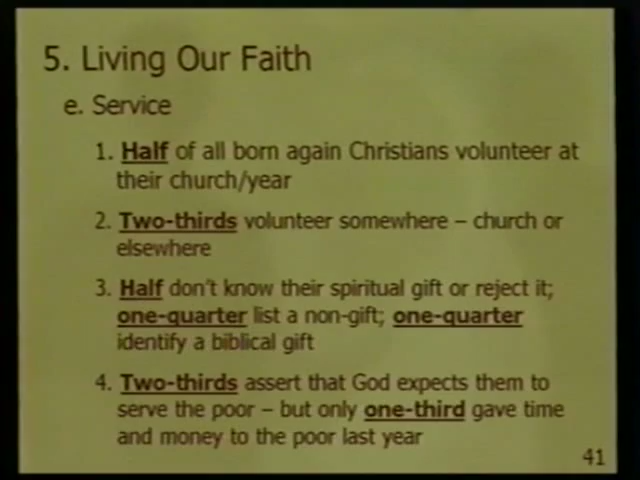 5. Living Our Faith
e. Service
1. Half of all born again Christians volunteer at
their church/year
2. Two-thirds volunteer somewhere – church or
elsewhere
3. Half don't know their spiritual gift or reject it;
one-quarter list a non-gift; one-quarter
identify a biblical gift
4. Two-thirds assert that God expects them to
serve the poor – but only one-third gave time
and money to the poor last year
41